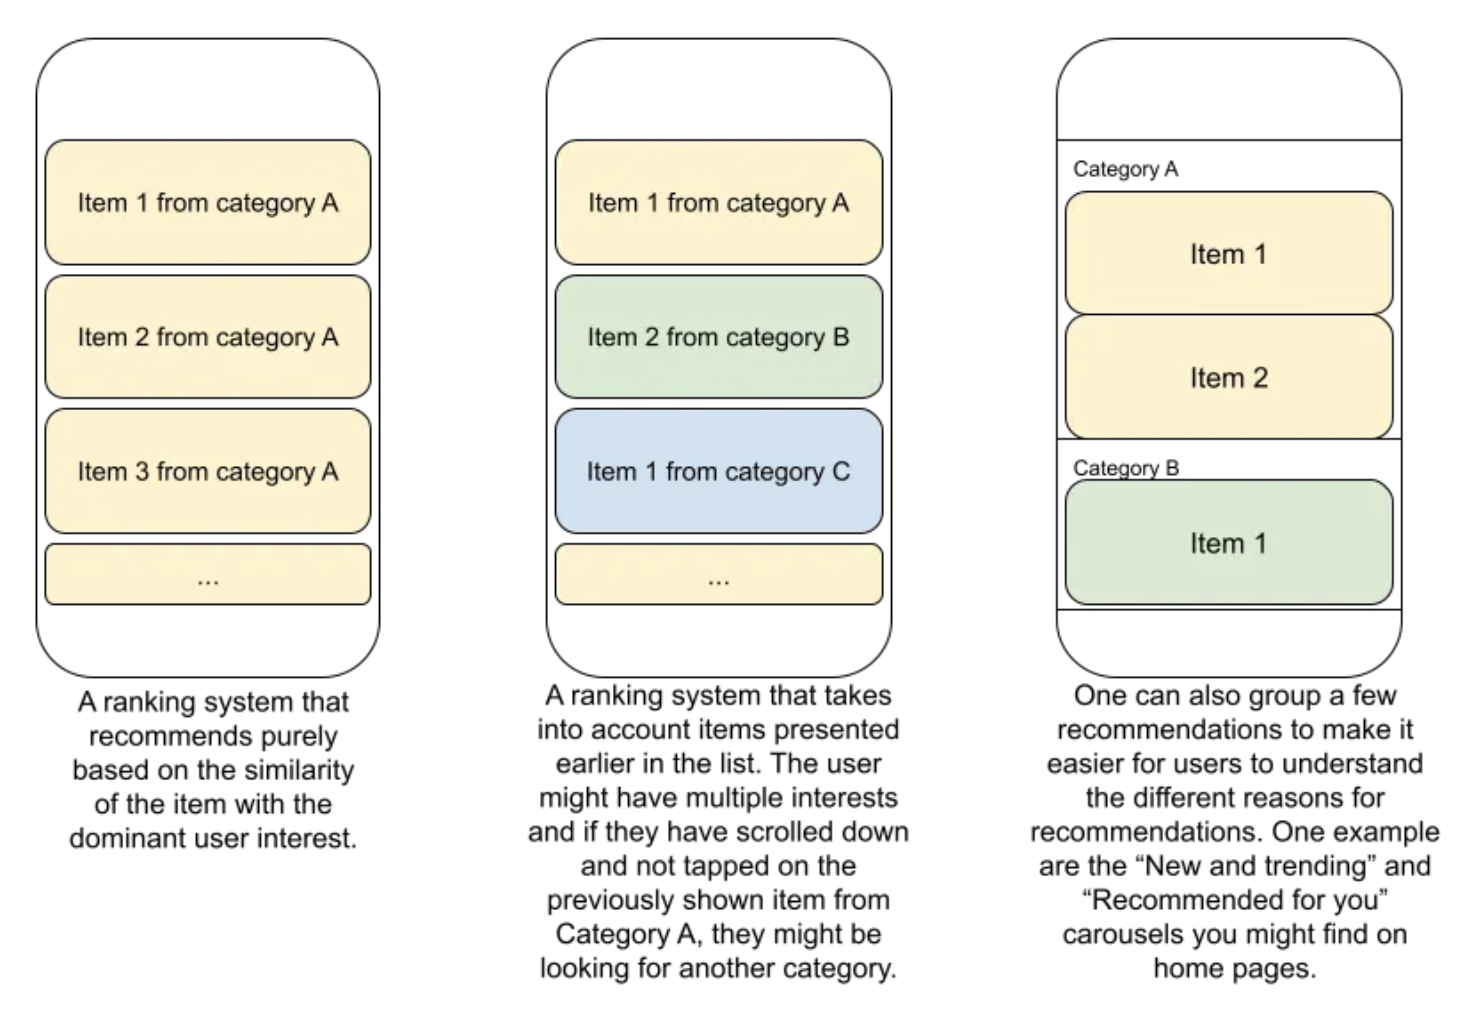 Item 1 from category A
Item 2 from category A
Item 3 from category A
...
A ranking system that
recommends purely
based on the similarity
of the item with the
dominant user interest.
Item 1 from category A
Item 2 from category B
Item 1 from category C
...
A ranking system that takes
into account items presented
earlier in the list. The user
might have multiple interests
and if they have scrolled down
and not tapped on the
previously shown item from
Category A, they might be
looking for another category.
Category A
Item 1
Item 2
Category B
Item 1
One can also group a few
recommendations to make it
easier for users to understand
the different reasons for
recommendations. One example
are the “New and trending” and
“Recommended for you”
carousels you might find on
home pages.